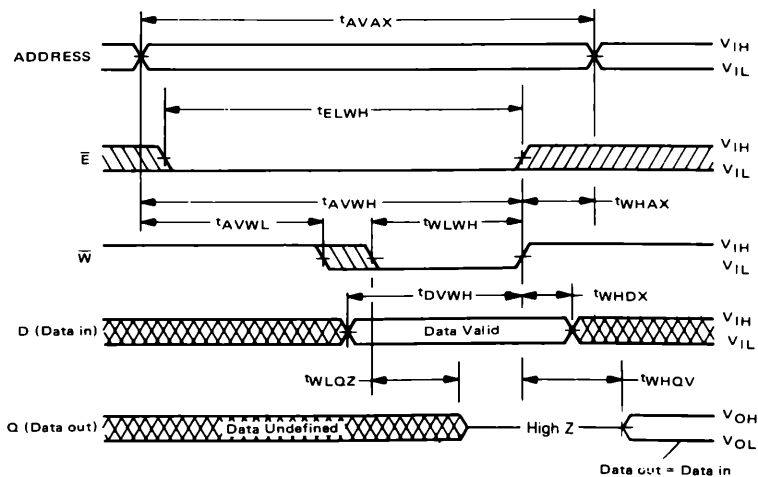 tAVAX
ADDRESS
VIH
VIL
tELWH
E
VIH
VIL
tAVWH
tWHAX
tAVWL
tWLWH
W
VIH
VIL
tDVWH
tWHDX
D (Data in)
Data Valid
VIH
VIL
tWLQZ
tWHQV
Q (Data out)
Data Undefined
High Z
VOH
VOL
Data out = Data in